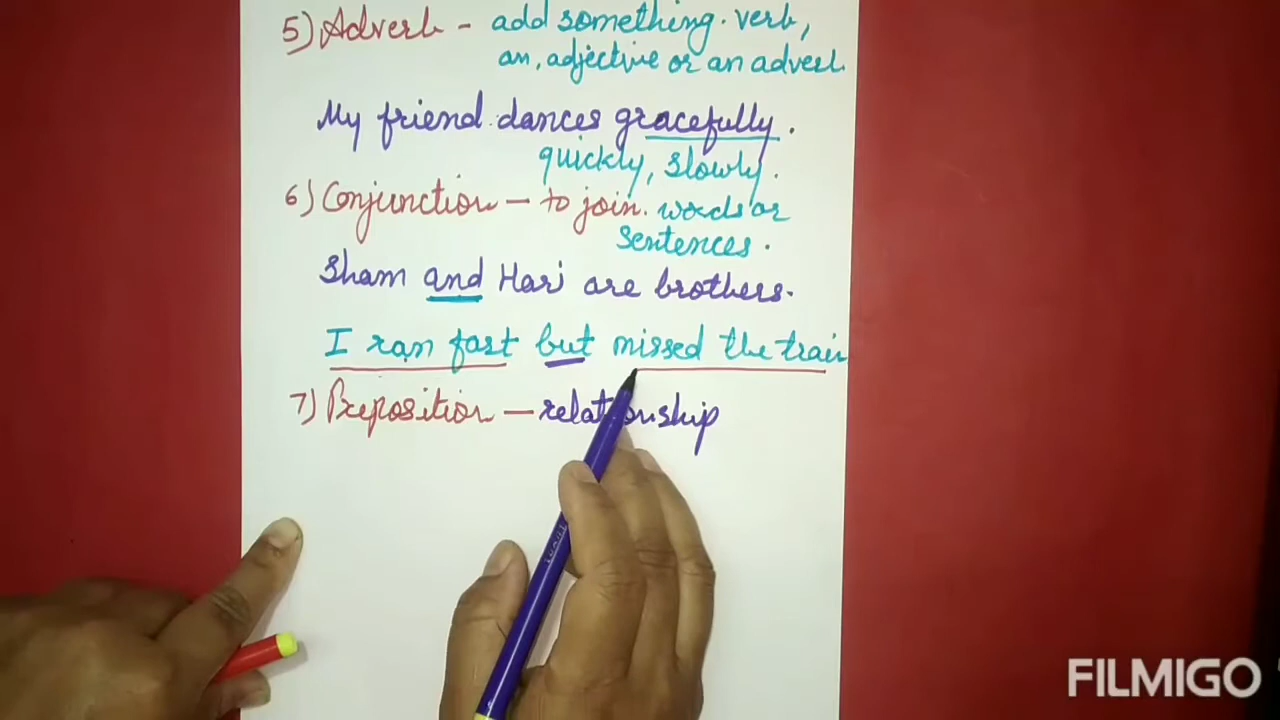 5) Adverb - add something. verb,
an, adjective or an adverb.
My friend dances gracefully.
quickly, slowly.
6) Conjunction - to join. words or
sentences.
Sham and Hari are brothers.
I ran fast but missed the train
7) Preposition - relationship
FILMIGO